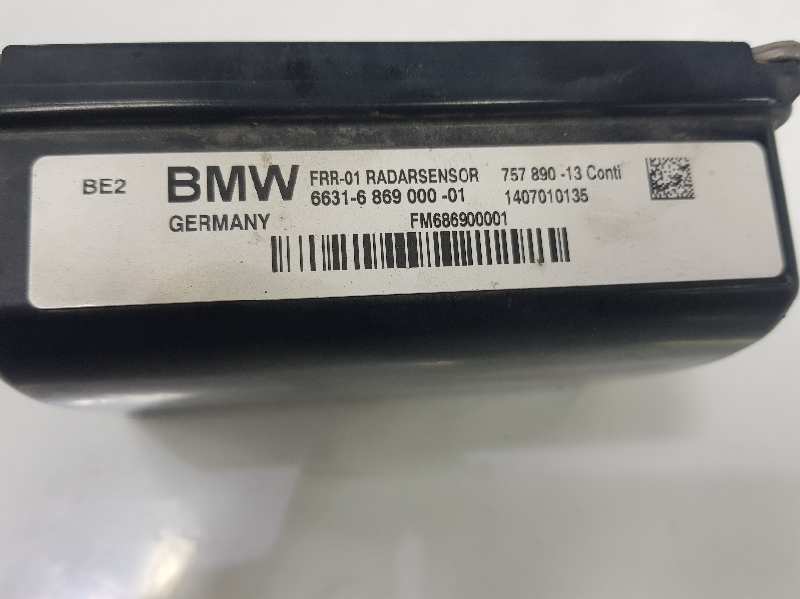 BE2 BMW FRR-01 RADARSENSOR 757 890 -13 Conti
6631-6 869 000 -01 1407010135
GERMANY FM686900001